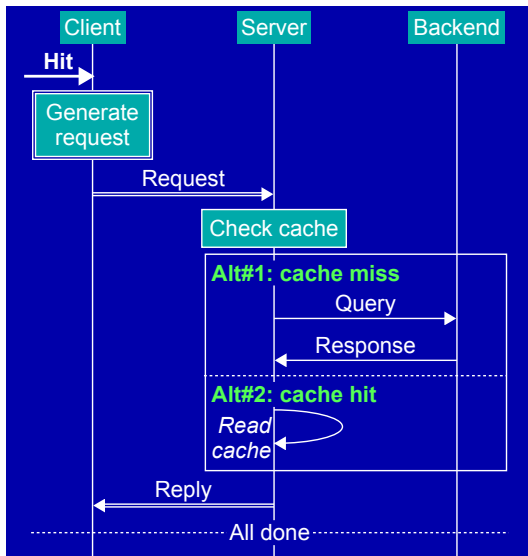 Client Server Backend
Hit
Generate
request
Request
Check cache
Alt#1: cache miss
Query
Response
Alt#2: cache hit
Read
cache
Reply
All done